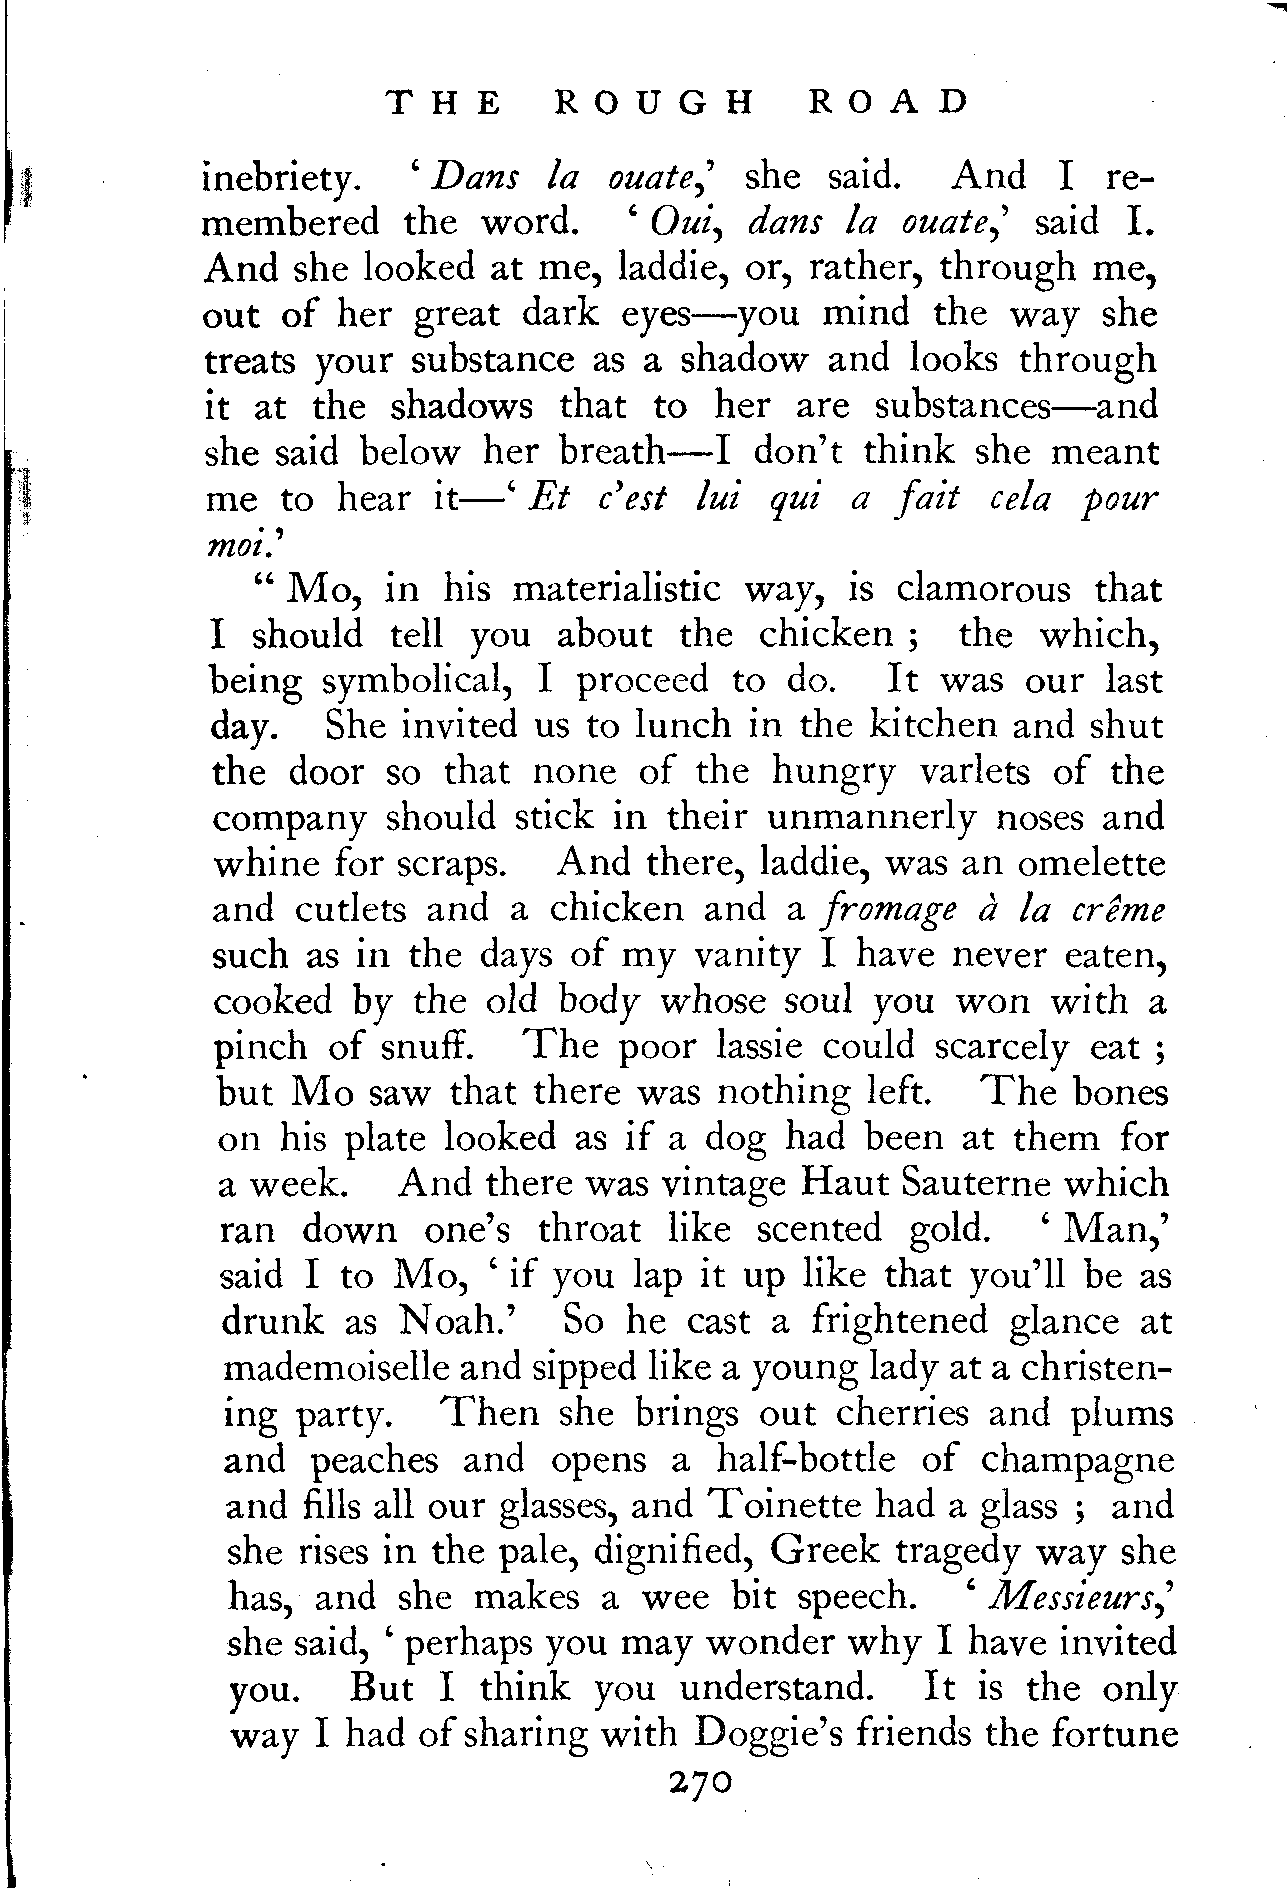 THE ROUGH ROAD
inebriety. ‘ Dans la ouate,’ she said. And I re-
membered the word. ‘ Oui, dans la ouate,’ said I.
And she looked at me, laddie, or, rather, through me,
out of her great dark eyes—you mind the way she
treats your substance as a shadow and looks through
it at the shadows that to her are substances—and
she said below her breath—I don’t think she meant
me to hear it—‘ Et c’est lui qui a fait cela pour
moi.’
“ Mo, in his materialistic way, is clamorous that
I should tell you about the chicken ; the which,
being symbolical, I proceed to do. It was our last
day. She invited us to lunch in the kitchen and shut
the door so that none of the hungry varlets of the
company should stick in their unmannerly noses and
whine for scraps. And there, laddie, was an omelette
and cutlets and a chicken and a fromage à la crême
such as in the days of my vanity I have never eaten,
cooked by the old body whose soul you won with a
pinch of snuff. The poor lassie could scarcely eat ;
but Mo saw that there was nothing left. The bones
on his plate looked as if a dog had been at them for
a week. And there was vintage Haut Sauterne which
ran down one’s throat like scented gold. ‘ Man,’
said I to Mo, ‘ if you lap it up like that you’ll be as
drunk as Noah.’ So he cast a frightened glance at
mademoiselle and sipped like a young lady at a christen-
ing party. Then she brings out cherries and plums
and peaches and opens a half-bottle of champagne
and fills all our glasses, and Toinette had a glass ; and
she rises in the pale, dignified, Greek tragedy way she
has, and she makes a wee bit speech. ‘ Messieurs,’
she said, ‘ perhaps you may wonder why I have invited
you. But I think you understand. It is the only
way I had of sharing with Doggie’s friends the fortune
270